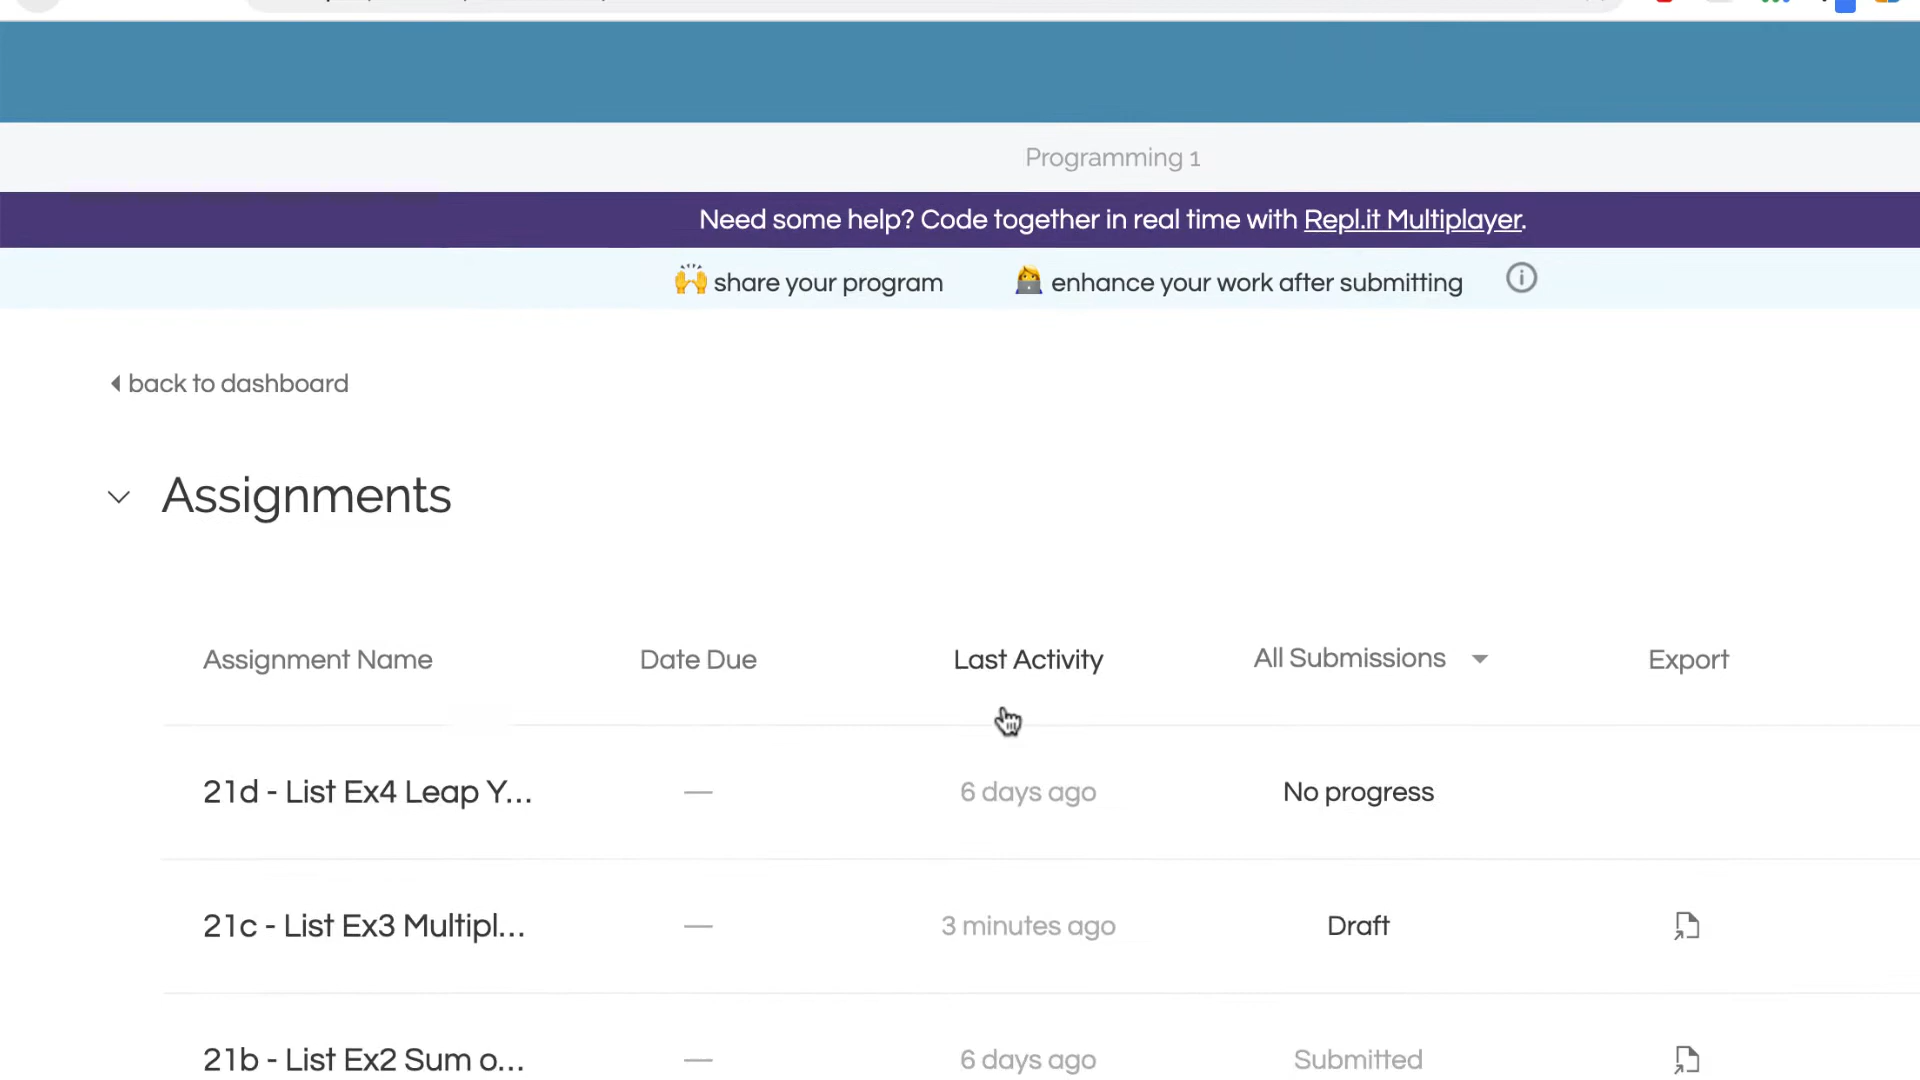 Programming 1
Need some help? Code together in real time with Repl.it Multiplayer.
share your program enhance your work after submitting
back to dashboard
Assignments
Assignment Name Date Due Last Activity All Submissions Export
21d - List Ex4 Leap Y... — 6 days ago No progress
21c - List Ex3 Multipl... — 3 minutes ago Draft
21b - List Ex2 Sum o... — 6 days ago Submitted